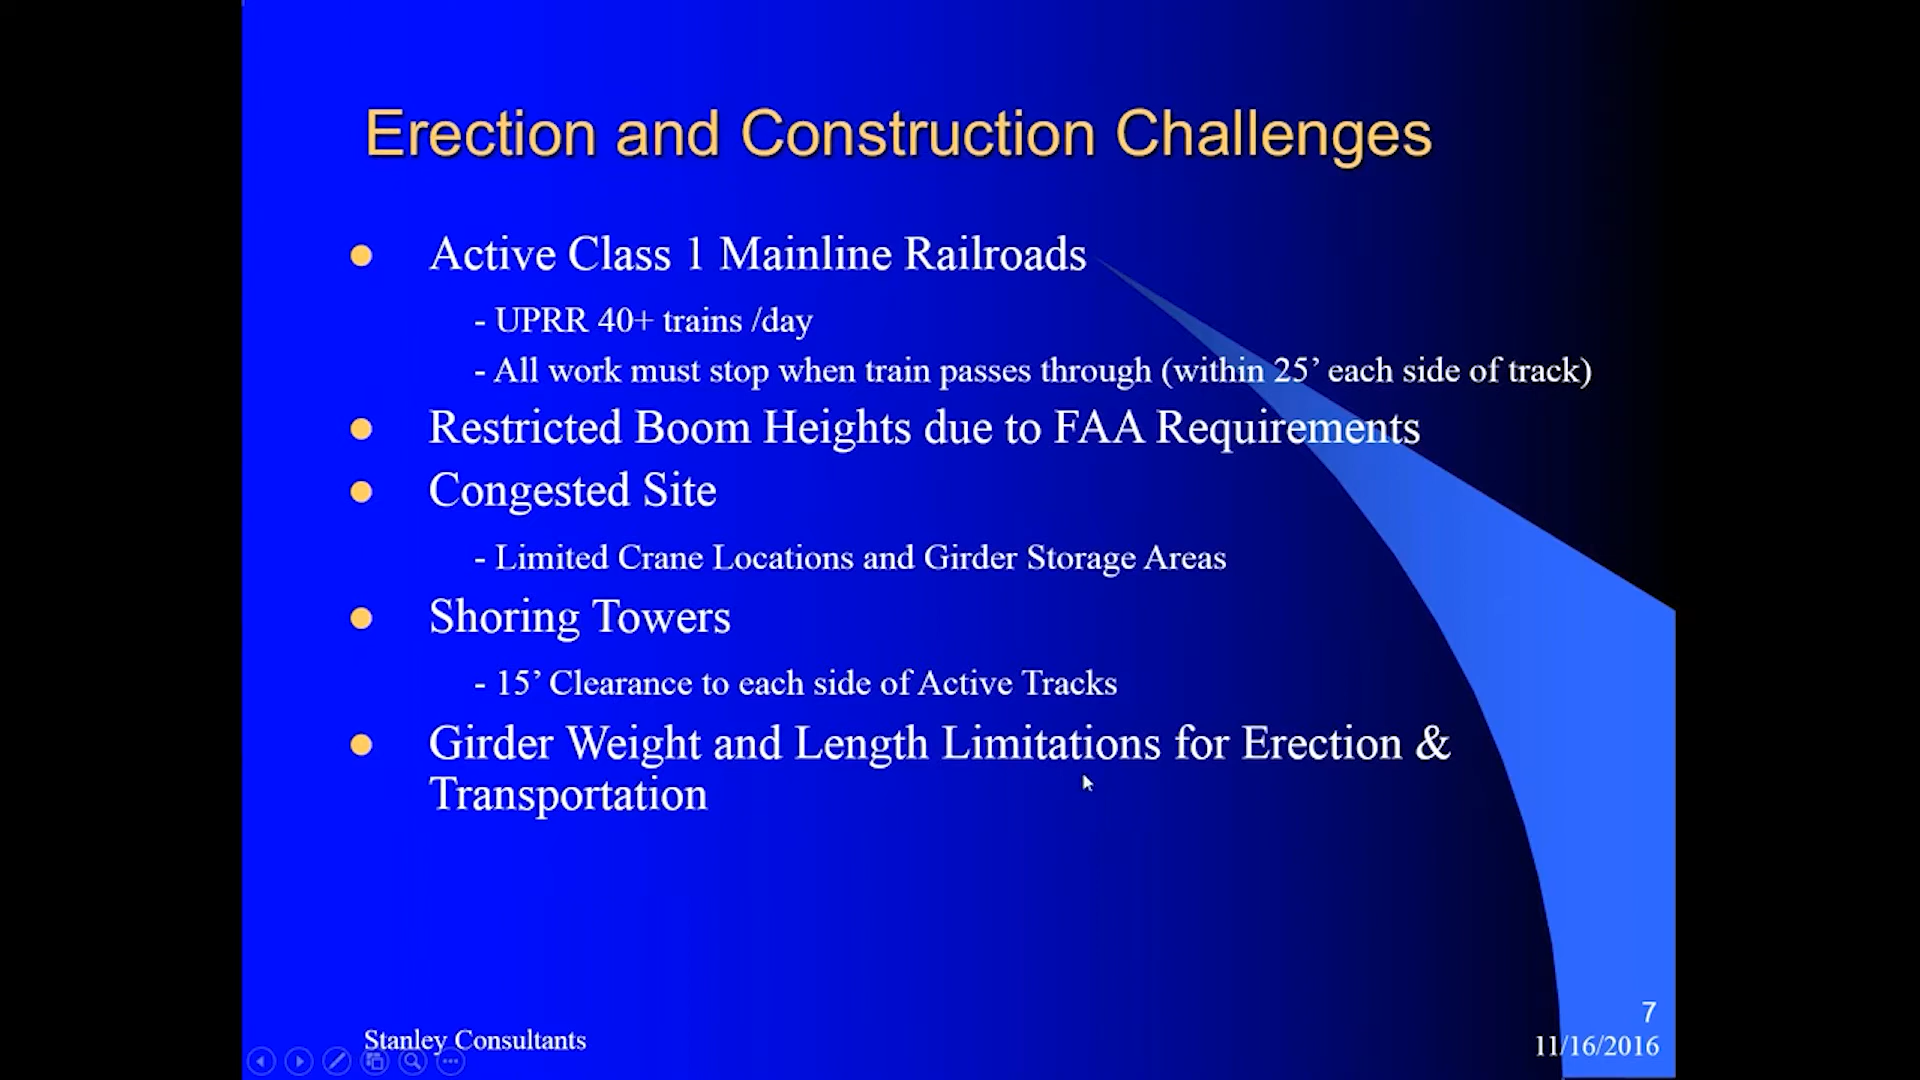 Erection and Construction Challenges
● Active Class 1 Mainline Railroads
- UPRR 40+ trains /day
- All work must stop when train passes through (within 25’ each side of track)
● Restricted Boom Heights due to FAA Requirements
● Congested Site
- Limited Crane Locations and Girder Storage Areas
● Shoring Towers
- 15’ Clearance to each side of Active Tracks
● Girder Weight and Length Limitations for Erection &
Transportation
7
Stanley Consultants
11/16/2016